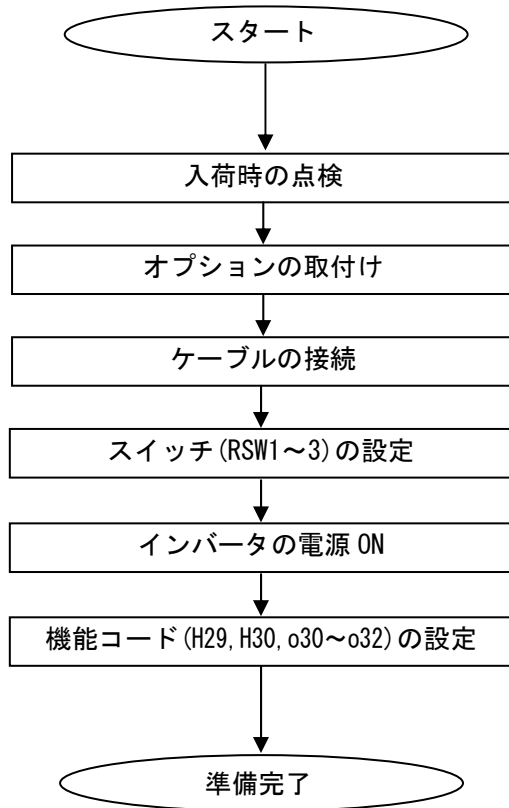 スタート
入荷時の点検
オプションの取付け
ケーブルの接続
スイッチ(RSW1～3)の設定
インバータの電源 ON
機能コード(H29,H30,o30～o32)の設定
準備完了